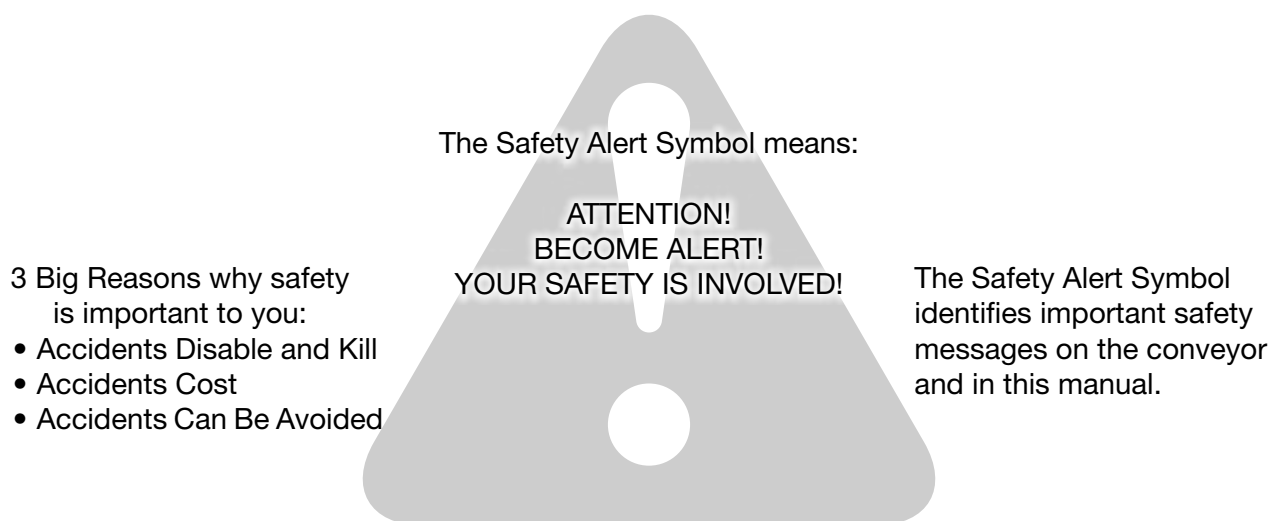 The Safety Alert Symbol means:
ATTENTION!
BECOME ALERT!
YOUR SAFETY IS INVOLVED!
3 Big Reasons why safety
is important to you:
• Accidents Disable and Kill
• Accidents Cost
• Accidents Can Be Avoided
The Safety Alert Symbol
identifies important safety
messages on the conveyor
and in this manual.